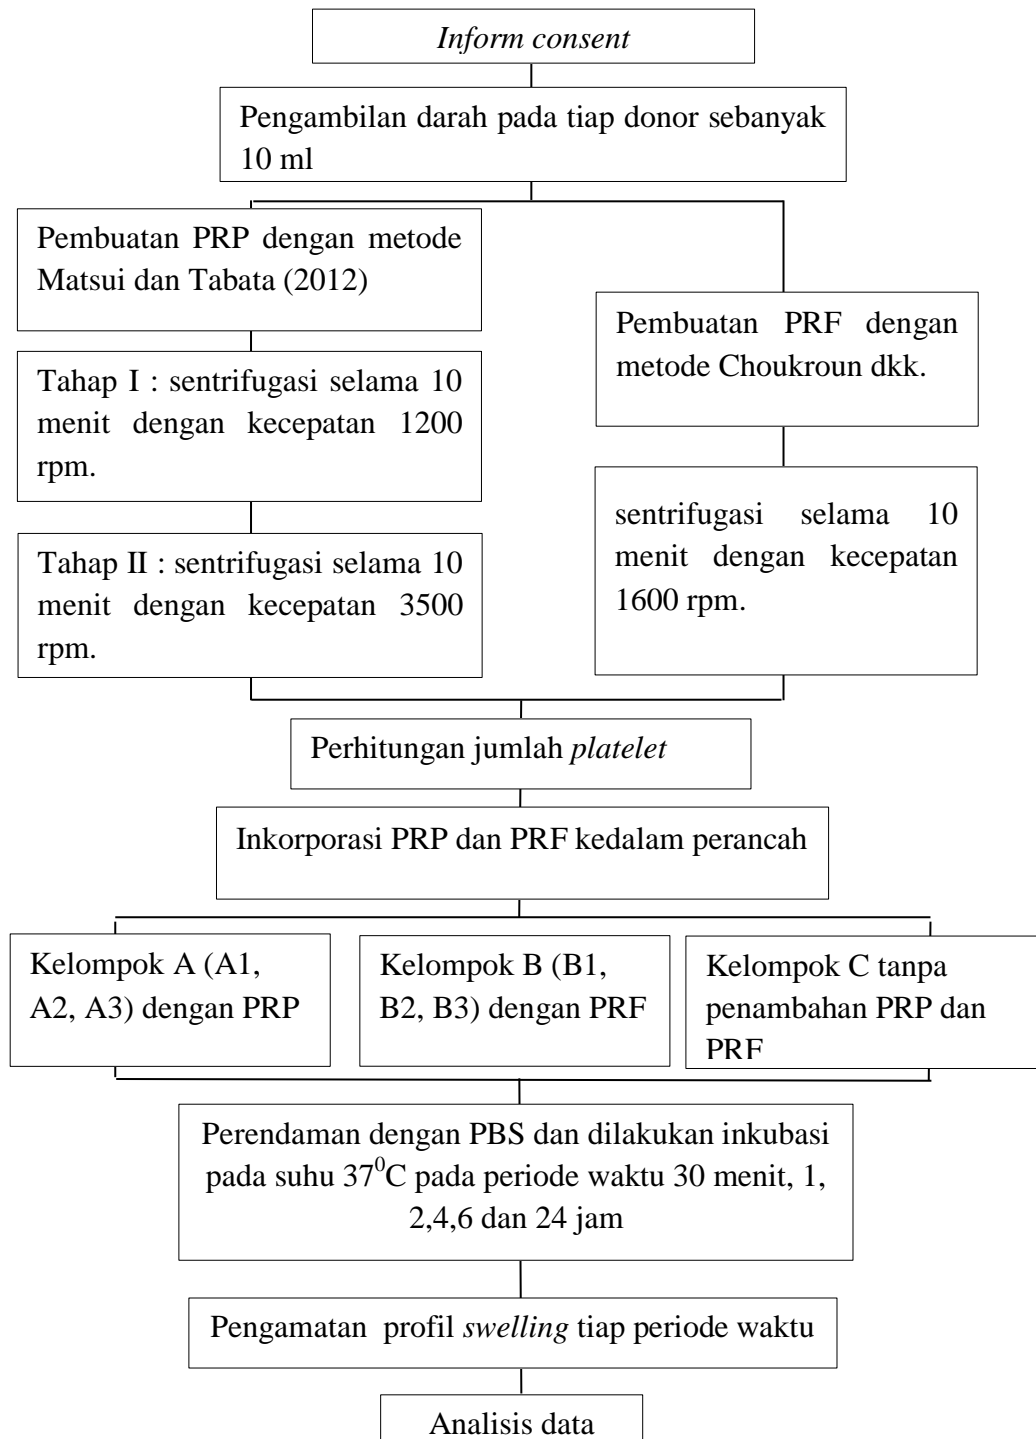 Inform consent
Pengambilan darah pada tiap donor sebanyak
10 ml
Pembuatan PRP dengan metode
Matsui dan Tabata (2012)
Tahap I : sentrifugasi selama 10
menit dengan kecepatan 1200
rpm.
Tahap II : sentrifugasi selama 10
menit dengan kecepatan 3500
rpm.
Pembuatan PRF dengan
metode Choukroun dkk.
sentrifugasi selama 10
menit dengan kecepatan
1600 rpm.
Perhitungan jumlah platelet
Inkorporasi PRP dan PRF kedalam perancah
Kelompok A (A1,
A2, A3) dengan PRP
Kelompok B (B1,
B2, B3) dengan PRF
Kelompok C tanpa
penambahan PRP dan
PRF
Perendaman dengan PBS dan dilakukan inkubasi
pada suhu 37⁰C pada periode waktu 30 menit, 1,
2,4,6 dan 24 jam
Pengamatan profil swelling tiap periode waktu
Analisis data